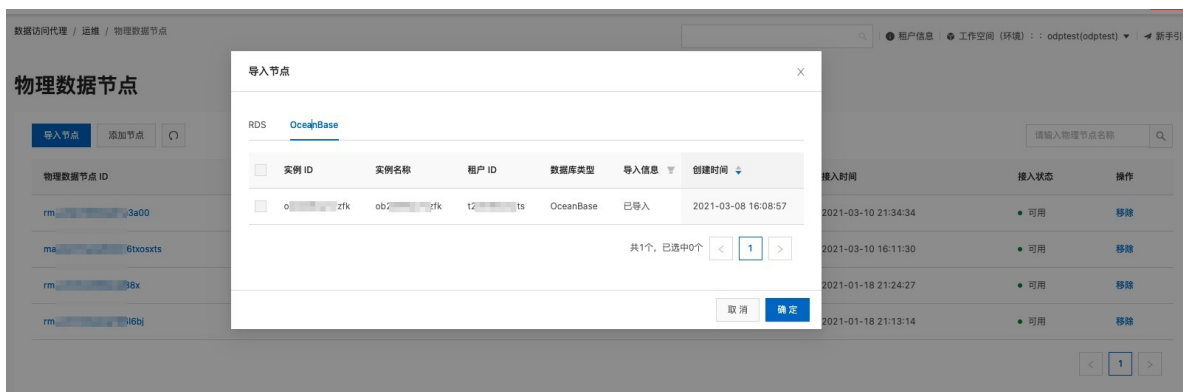 数据访问代理 / 运维 / 物理数据节点
租户信息 工作空间（环境）：: odptest(odptest) 新手引
物理数据节点
导入节点 添加节点
请输入物理节点名称
物理数据节点 ID
接入时间 接入状态 操作
rm 3a00 2021-03-10 21:34:34 可用 移除
ma 6txosxts 2021-03-10 16:11:30 可用 移除
rm 38x 2021-01-18 21:24:27 可用 移除
rm i6bj 2021-01-18 21:13:14 可用 移除
1
导入节点
RDS OceanBase
实例 ID 实例名称 租户 ID 数据库类型 导入信息 创建时间
o zfk ob2 zfk t2 ts OceanBase 已导入 2021-03-08 16:08:57
共1个，已选中0个 < 1 >
取消 确定